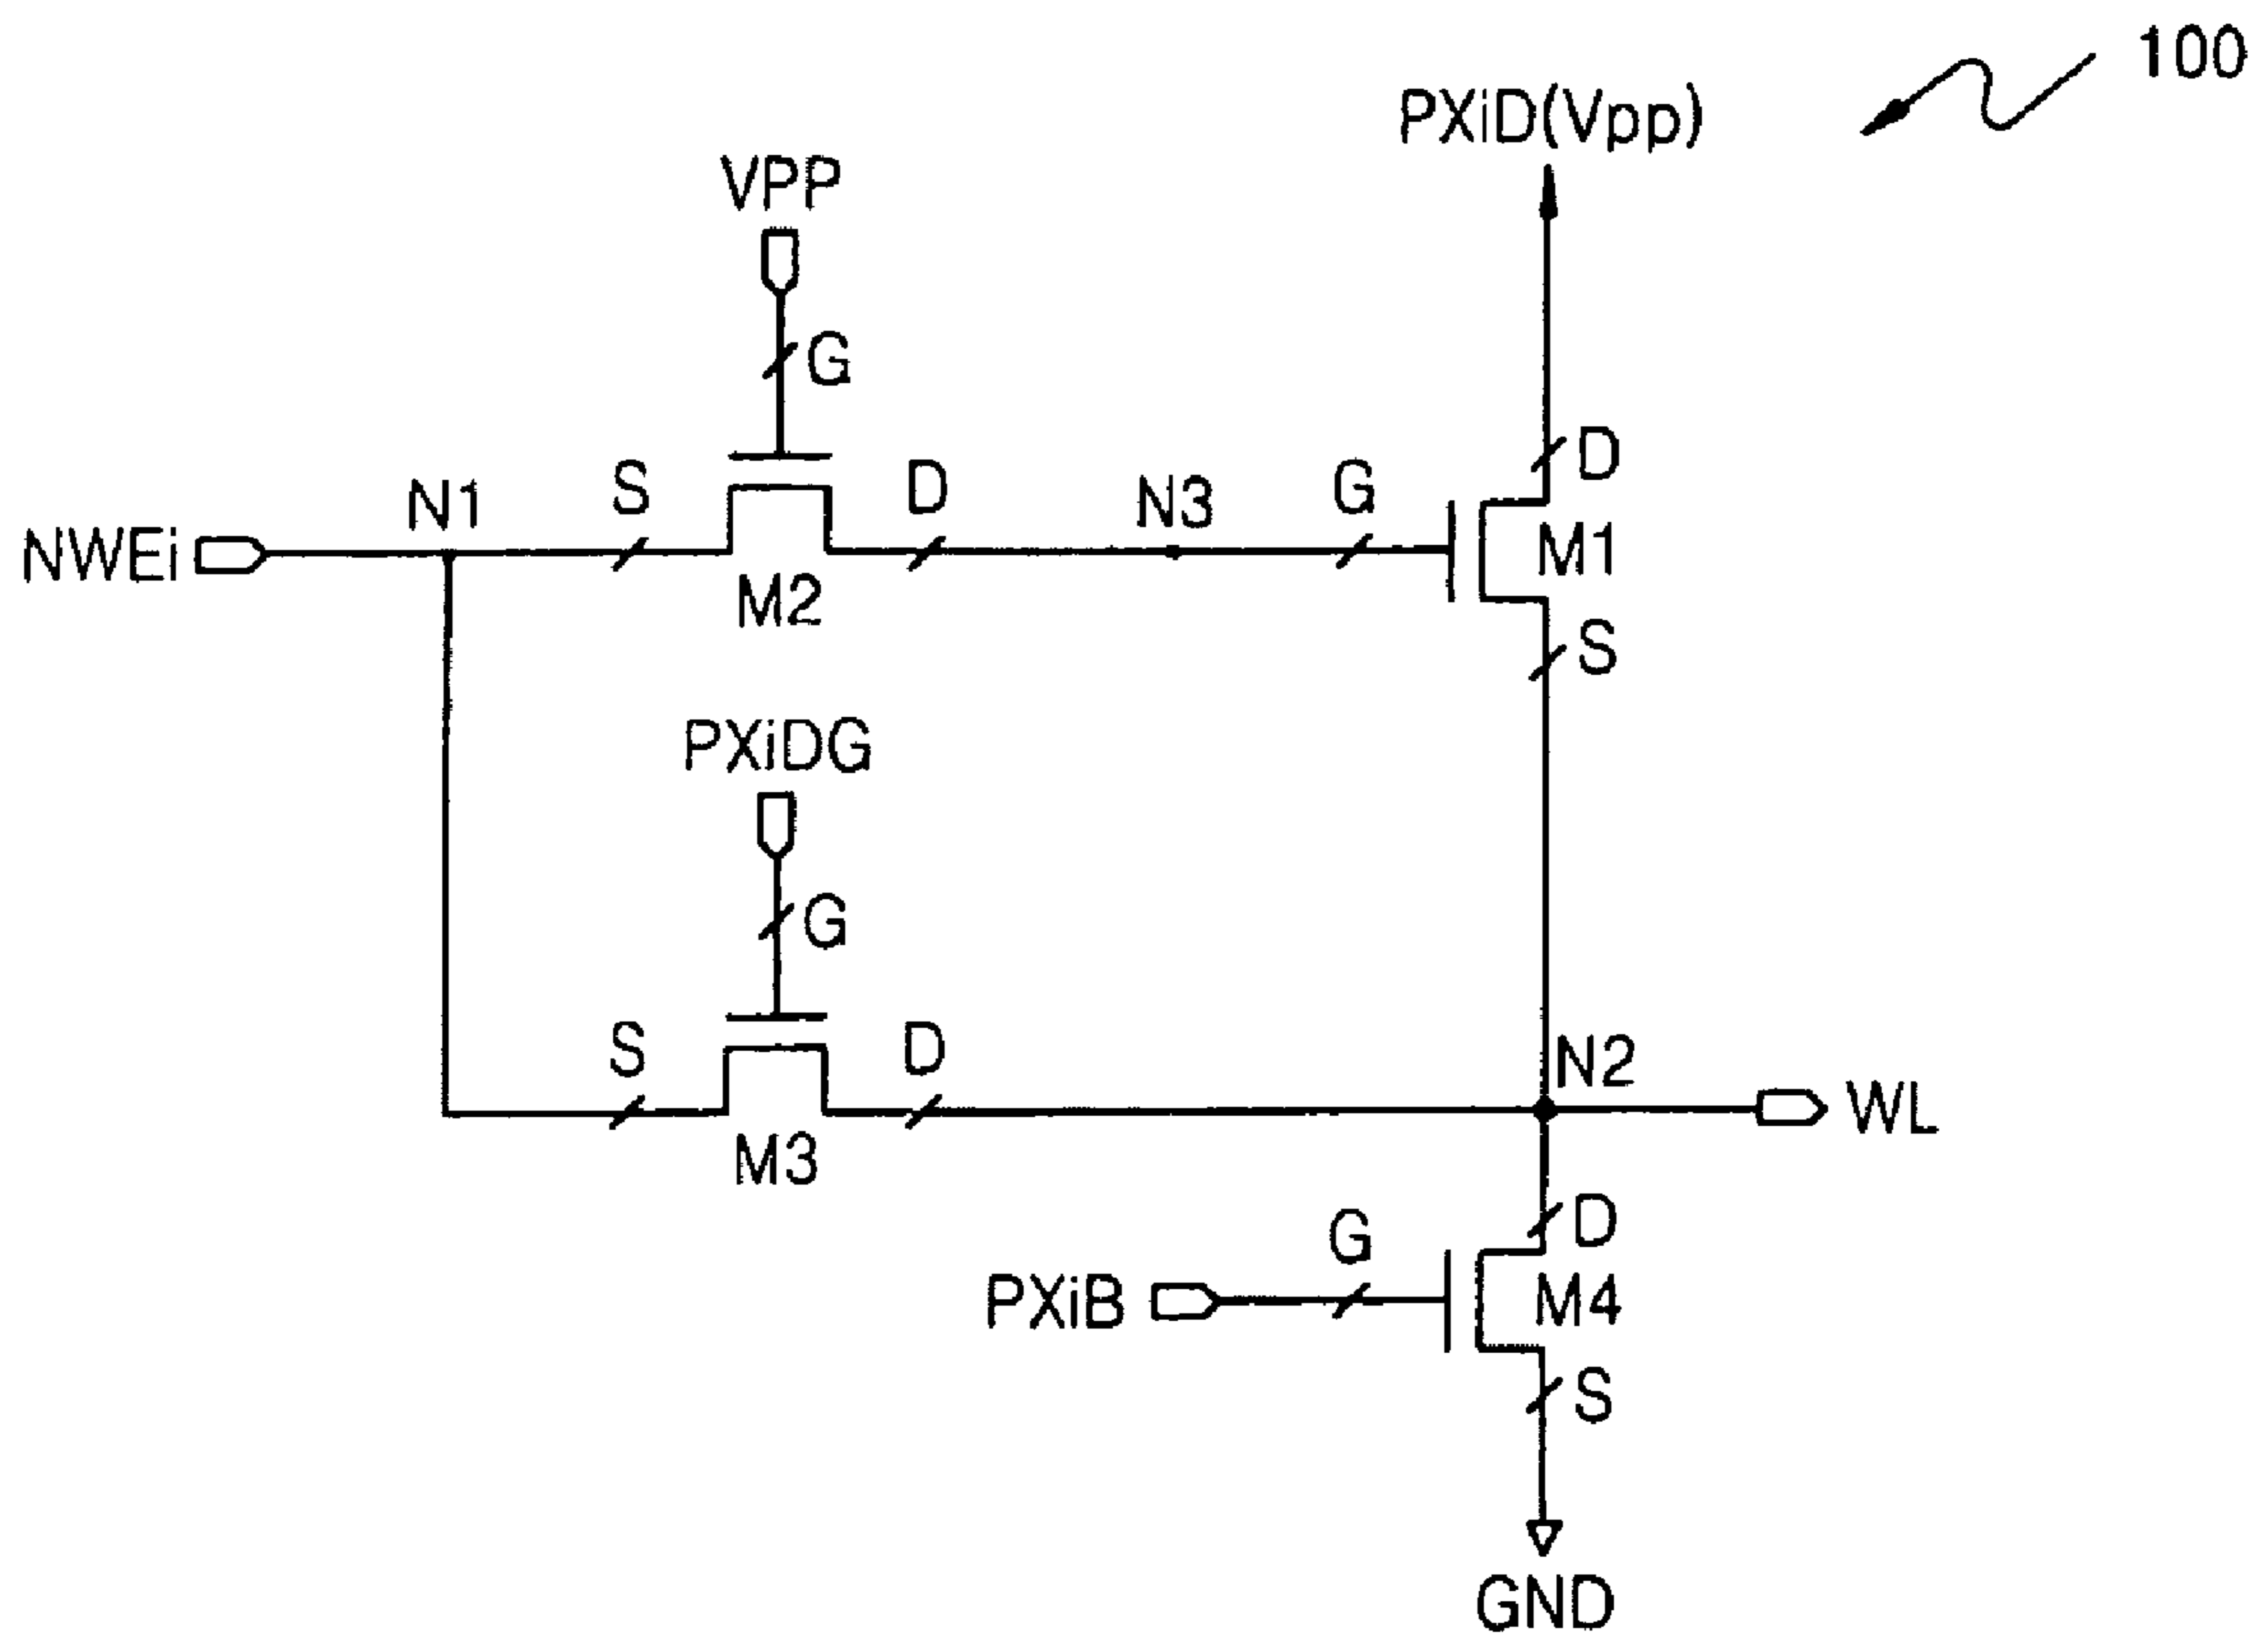 100
PXiD(Vpp)
VPP
G
D
N1
S
D
N3
G
NWEi
M1
M2
S
PXiDG
G
S
D
N2
WL
M3
D
G
PXiB
M4
S
GND